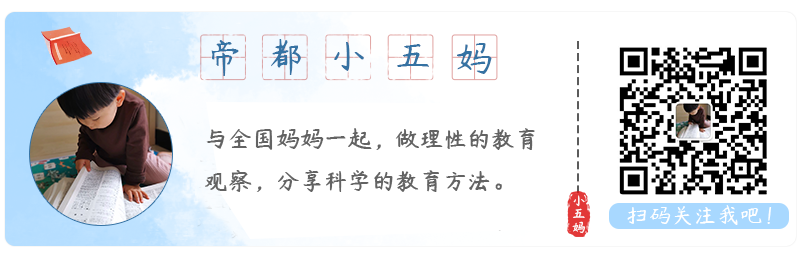 帝都小五妈
与全国妈妈一起，做理性的教育
观察，分享科学的教育方法。
小五妈
扫码关注我吧！